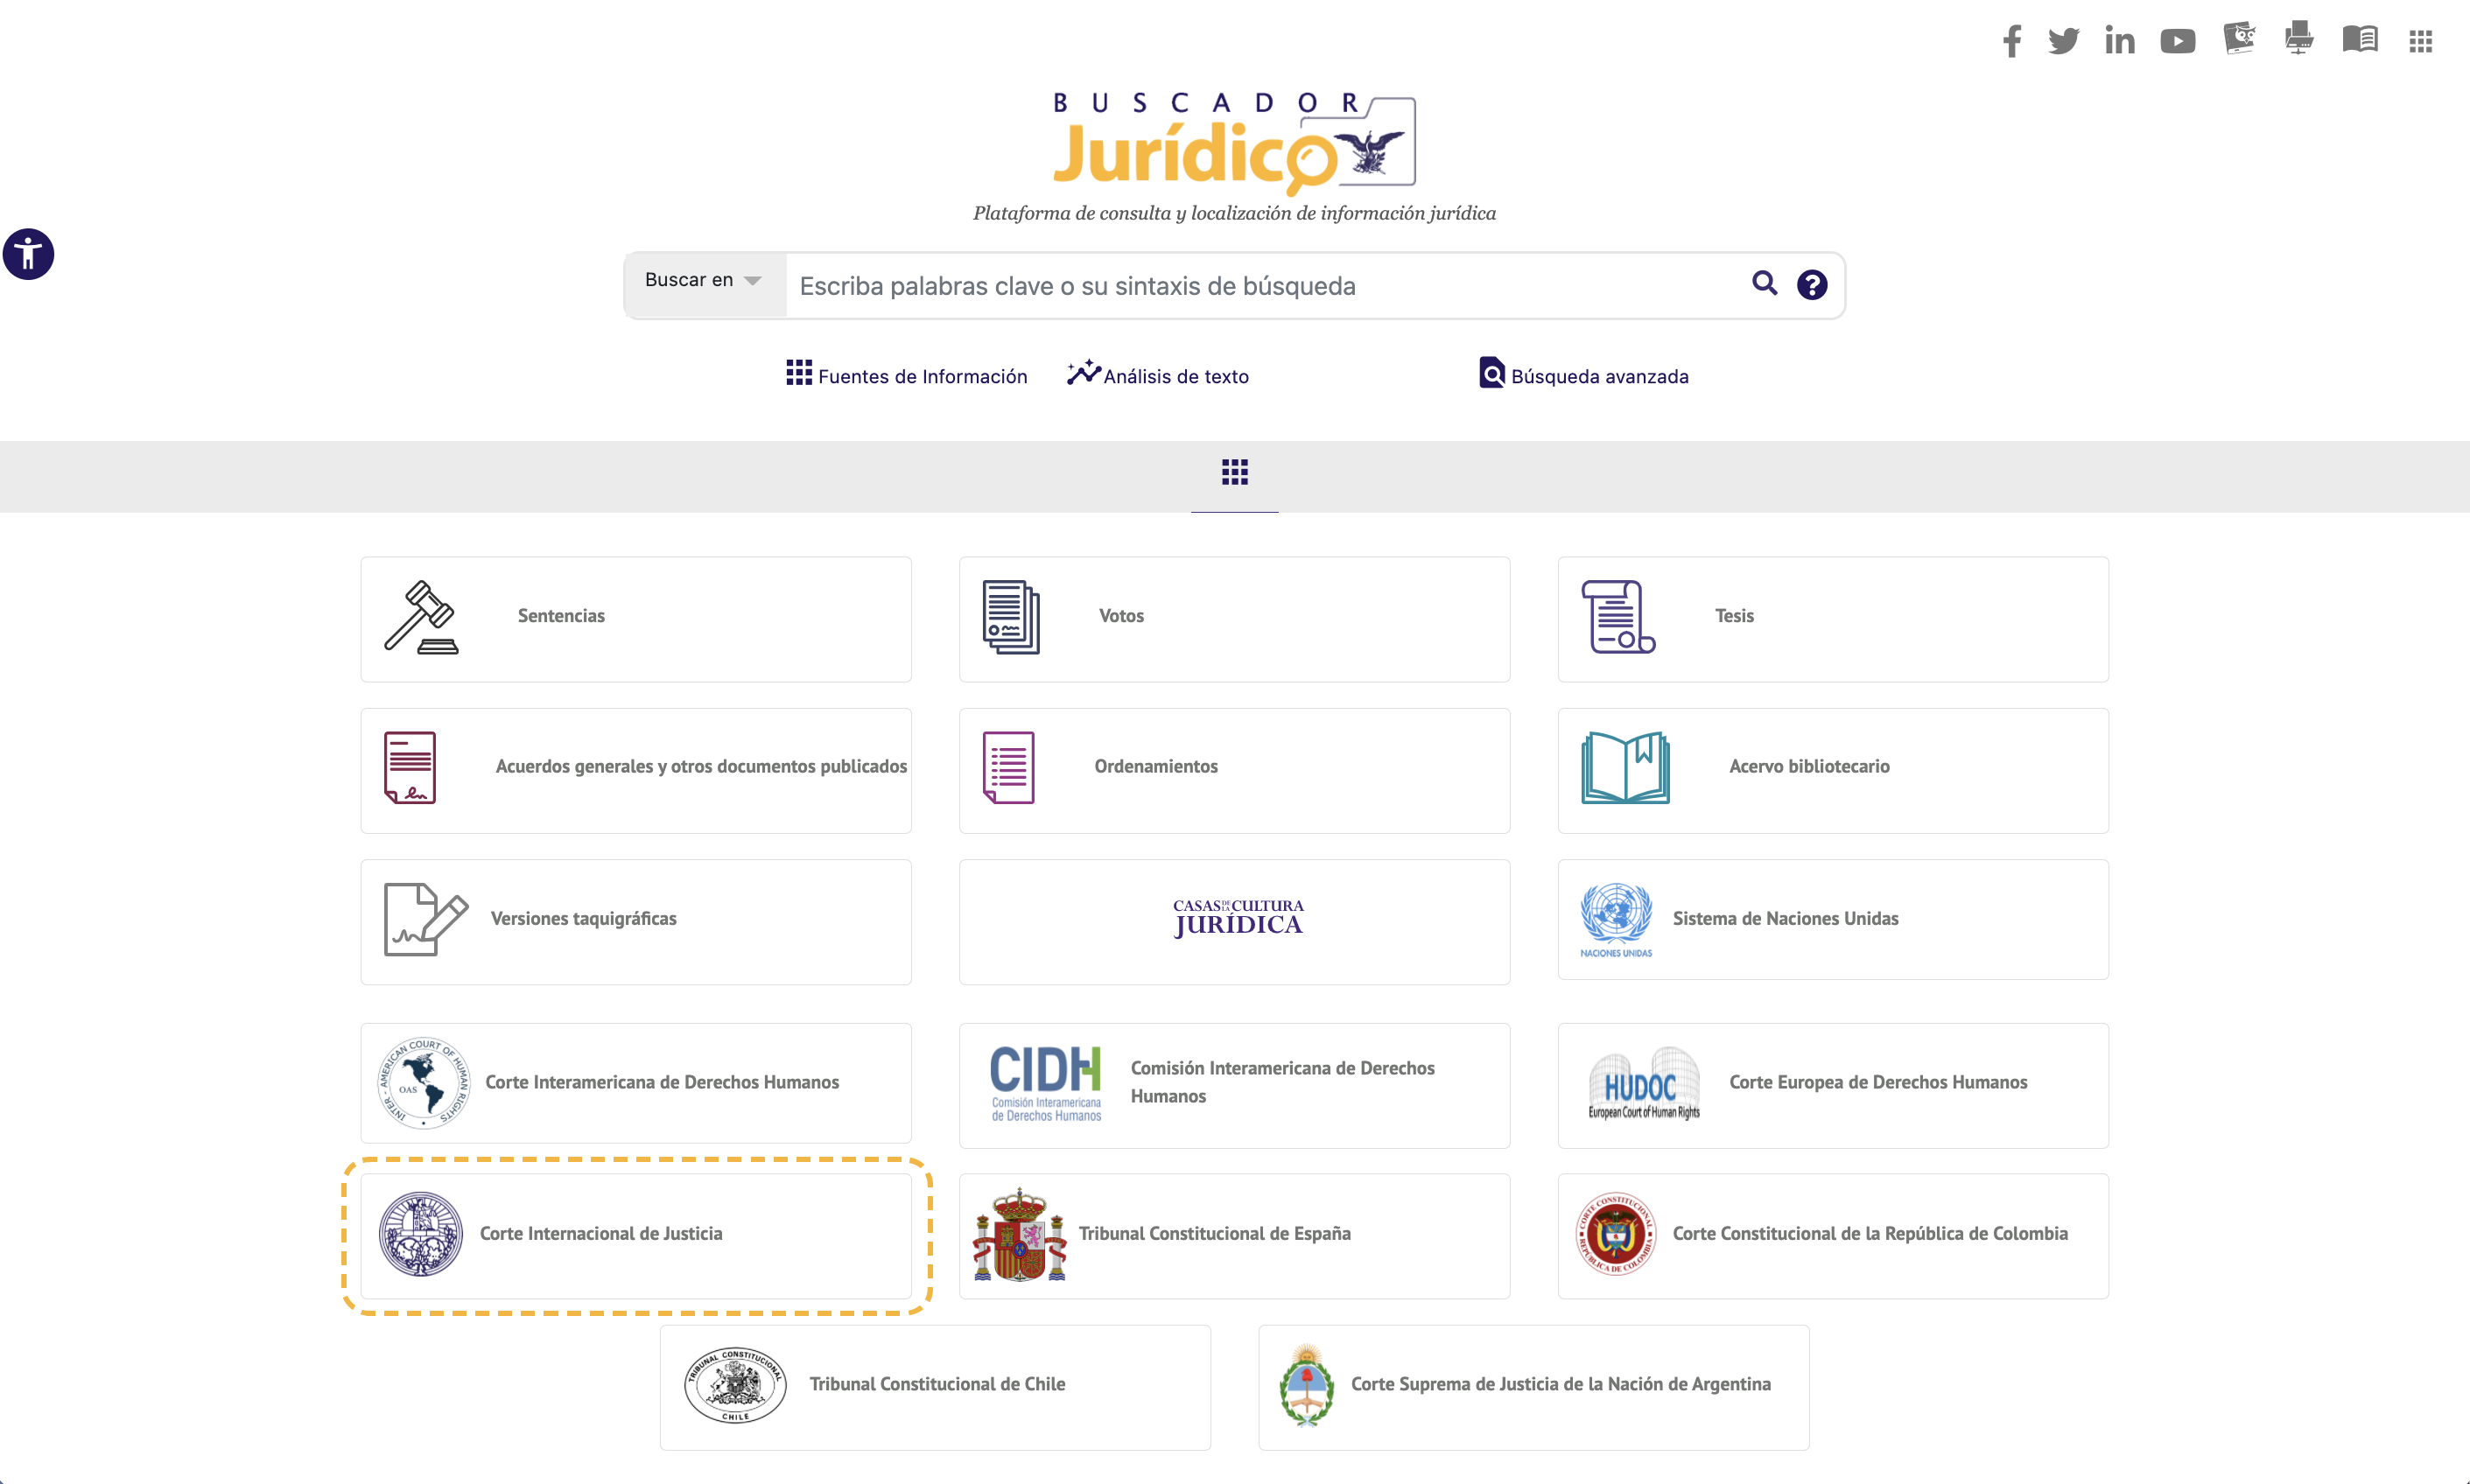 BUSCADOR
Jurídico
Plataforma de consulta y localización de información jurídica
Buscar en
Escriba palabras clave o su sintaxis de búsqueda
Fuentes de Información
Análisis de texto
Búsqueda avanzada
Sentencias
Votos
Tesis
Acuerdos generales y otros documentos publicados
Ordenamientos
Acervo bibliotecario
Versiones taquigráficas
CASAS DE LA CULTURA
JURÍDICA
NACIONES UNIDAS
Sistema de Naciones Unidas
INTER - AMERICAN COURT OF HUMAN RIGHTS
OAS
Corte Interamericana de Derechos Humanos
CIDH
Comisión Interamericana
de Derechos Humanos
Comisión Interamericana de Derechos
Humanos
HUDOC
European Court of Human Rights
Corte Europea de Derechos Humanos
Corte Internacional de Justicia
Tribunal Constitucional de España
CORTE CONSTITUCIONAL
REPÚBLICA DE COLOMBIA
Corte Constitucional de la República de Colombia
TRIBUNAL CONSTITUCIONAL
CHILE
Tribunal Constitucional de Chile
Corte Suprema de Justicia de la Nación de Argentina